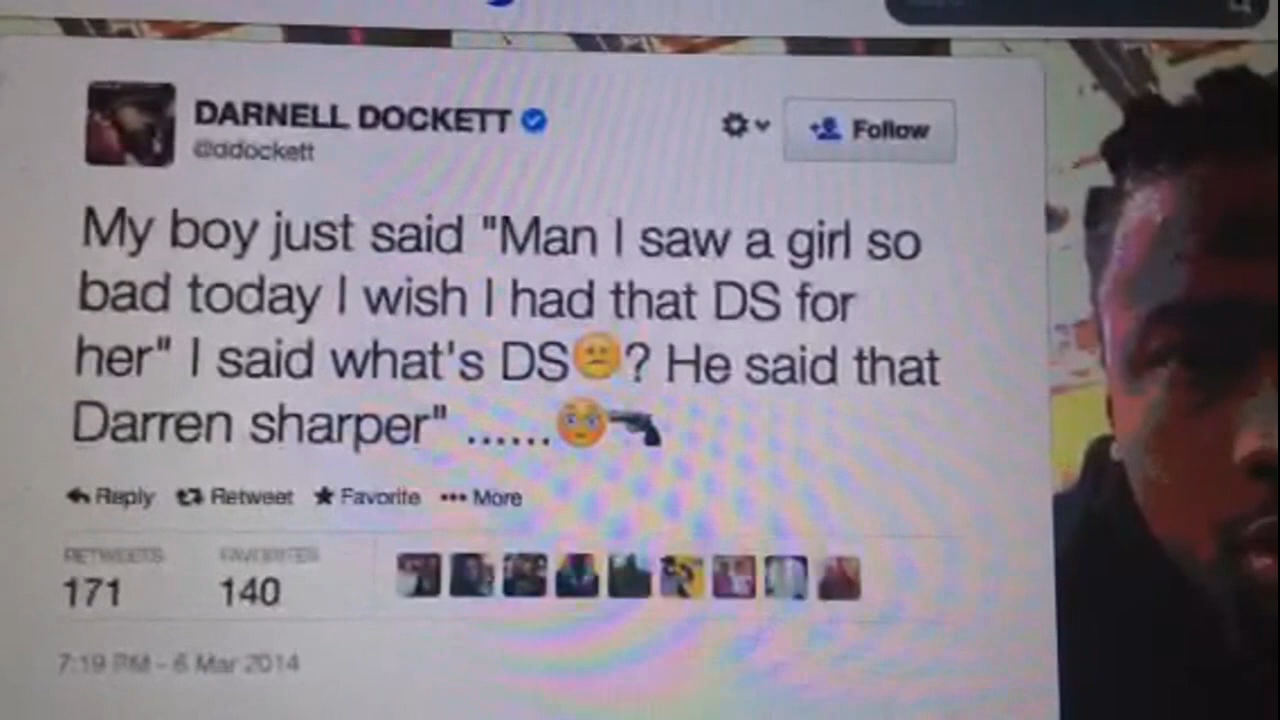 DARNELL DOCKETT
@ddockett
Follow
My boy just said "Man I saw a girl so
bad today I wish I had that DS for
her" I said what's DS😕? He said that
Darren sharper" ......😳🔫
Reply Retweet Favorite ••• More
RETWEETS FAVORITES
171 140
7:19 PM - 6 Mar 2014